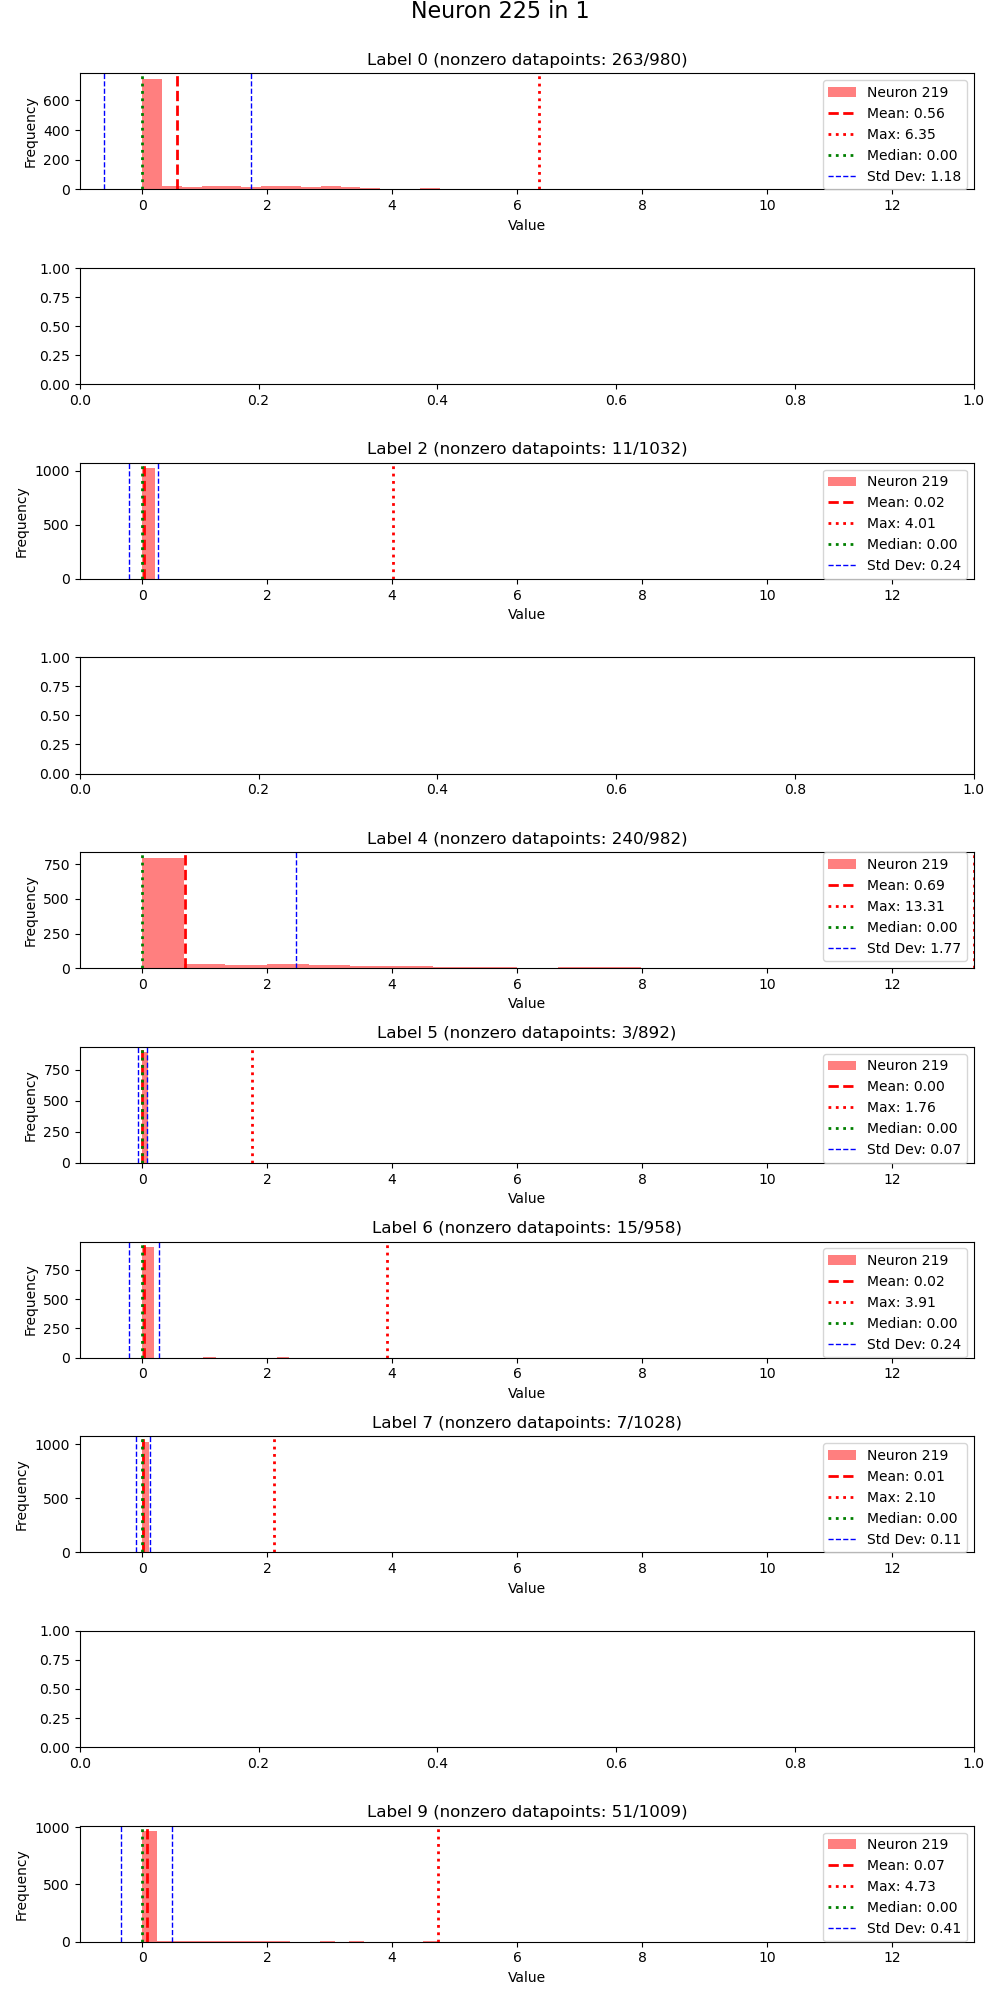 Neuron 225 in 1
Label 0 (nonzero datapoints: 263/980)
Frequency
600
400
200
0
0 2 4 6 8 10 12
Value
Neuron 219
Mean: 0.56
Max: 6.35
Median: 0.00
Std Dev: 1.18
1.00
0.75
0.50
0.25
0.00
0.0 0.2 0.4 0.6 0.8 1.0
Label 2 (nonzero datapoints: 11/1032)
Frequency
1000
500
0
0 2 4 6 8 10 12
Value
Neuron 219
Mean: 0.02
Max: 4.01
Median: 0.00
Std Dev: 0.24
1.00
0.75
0.50
0.25
0.00
0.0 0.2 0.4 0.6 0.8 1.0
Label 4 (nonzero datapoints: 240/982)
Frequency
750
500
250
0
0 2 4 6 8 10 12
Value
Neuron 219
Mean: 0.69
Max: 13.31
Median: 0.00
Std Dev: 1.77
Label 5 (nonzero datapoints: 3/892)
Frequency
750
500
250
0
0 2 4 6 8 10 12
Value
Neuron 219
Mean: 0.00
Max: 1.76
Median: 0.00
Std Dev: 0.07
Label 6 (nonzero datapoints: 15/958)
Frequency
750
500
250
0
0 2 4 6 8 10 12
Value
Neuron 219
Mean: 0.02
Max: 3.91
Median: 0.00
Std Dev: 0.24
Label 7 (nonzero datapoints: 7/1028)
Frequency
1000
500
0
0 2 4 6 8 10 12
Value
Neuron 219
Mean: 0.01
Max: 2.10
Median: 0.00
Std Dev: 0.11
1.00
0.75
0.50
0.25
0.00
0.0 0.2 0.4 0.6 0.8 1.0
Label 9 (nonzero datapoints: 51/1009)
Frequency
1000
500
0
0 2 4 6 8 10 12
Value
Neuron 219
Mean: 0.07
Max: 4.73
Median: 0.00
Std Dev: 0.41